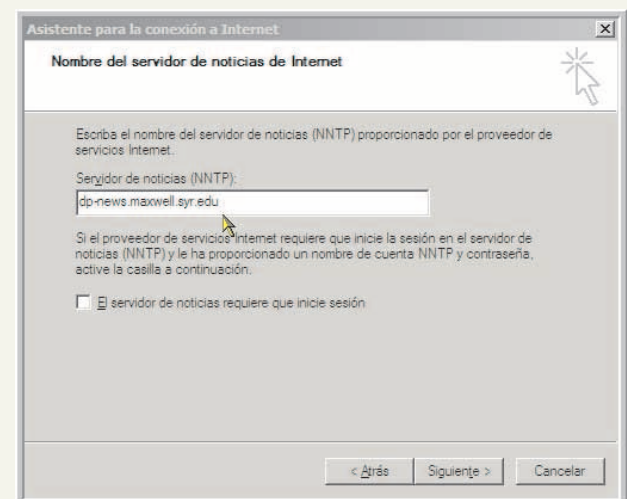 Asistente para la conexión a Internet
Nombre del servidor de noticias de Internet
Escriba el nombre del servidor de noticias (NNTP) proporcionado por el proveedor de
servicios Internet.
Servidor de noticias (NNTP):
dp-news.maxwell.syr.edu
Si el proveedor de servicios Internet requiere que inicie la sesión en el servidor de
noticias (NNTP) y le ha proporcionado un nombre de cuenta NNTP y contraseña,
active la casilla a continuación.
El servidor de noticias requiere que inicie sesión
< Atrás
Siguiente >
Cancelar